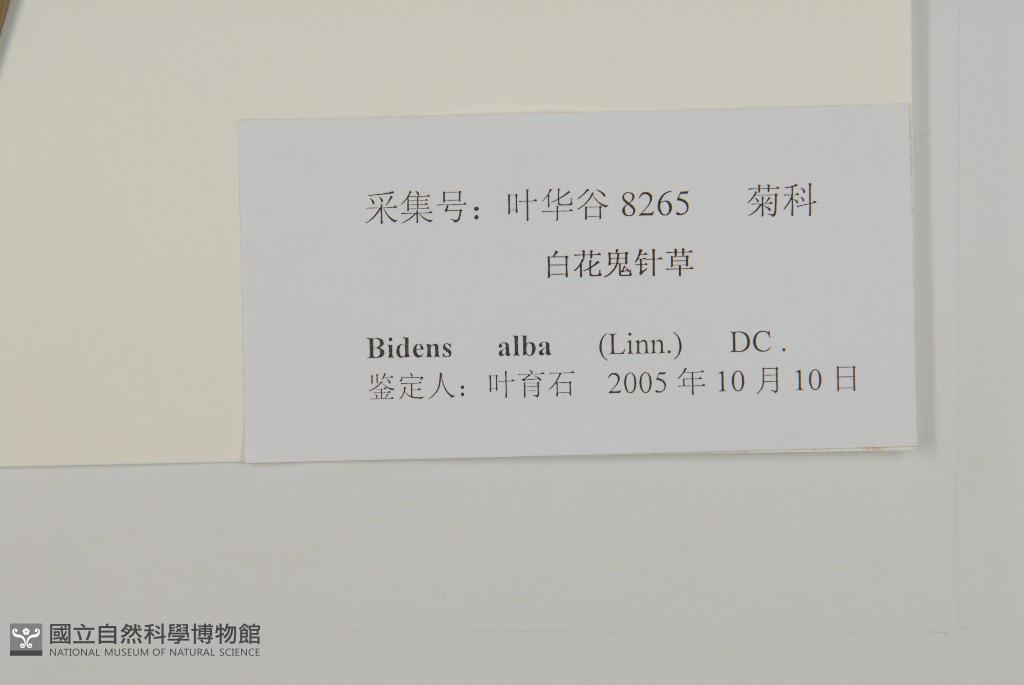 采集号：叶华谷 8265 菊科
白花鬼针草
Bidens alba (Linn.) DC .
鉴定人：叶育石 2005 年 10 月 10 日
國立自然科學博物館
NATIONAL MUSEUM OF NATURAL SCIENCE